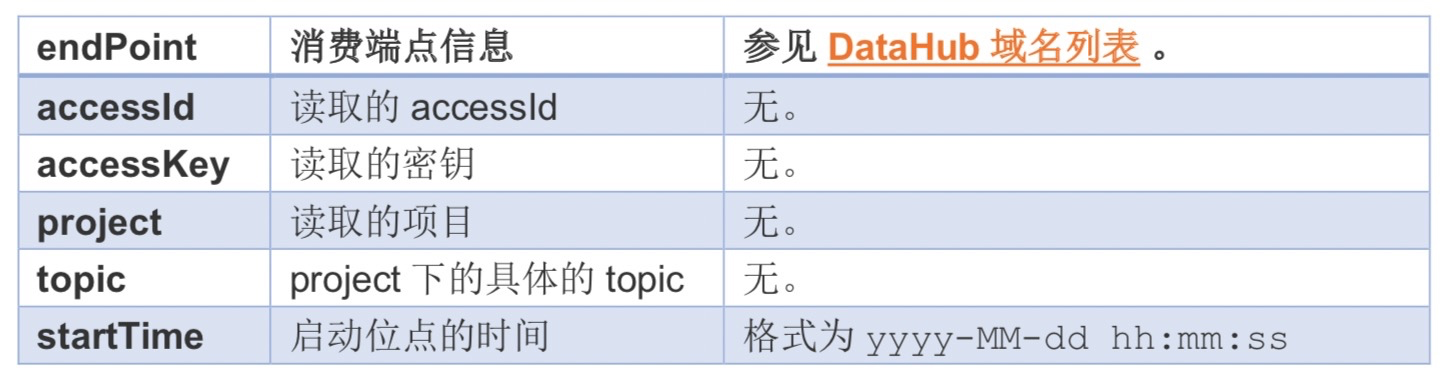 endPoint 消费端点信息 参见 DataHub 域名列表 。
accessId 读取的 accessId 无。
accessKey 读取的密钥 无。
project 读取的项目 无。
topic project 下的具体的 topic 无。
startTime 启动位点的时间 格式为 yyyy-MM-dd hh:mm:ss